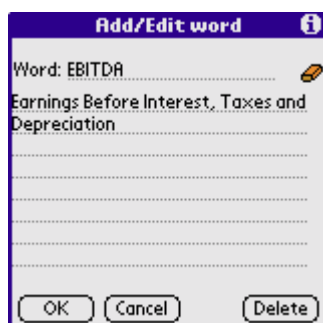 Add/Edit word
Word: EBITDA
Earnings Before Interest, Taxes and
Depreciation
OK Cancel Delete